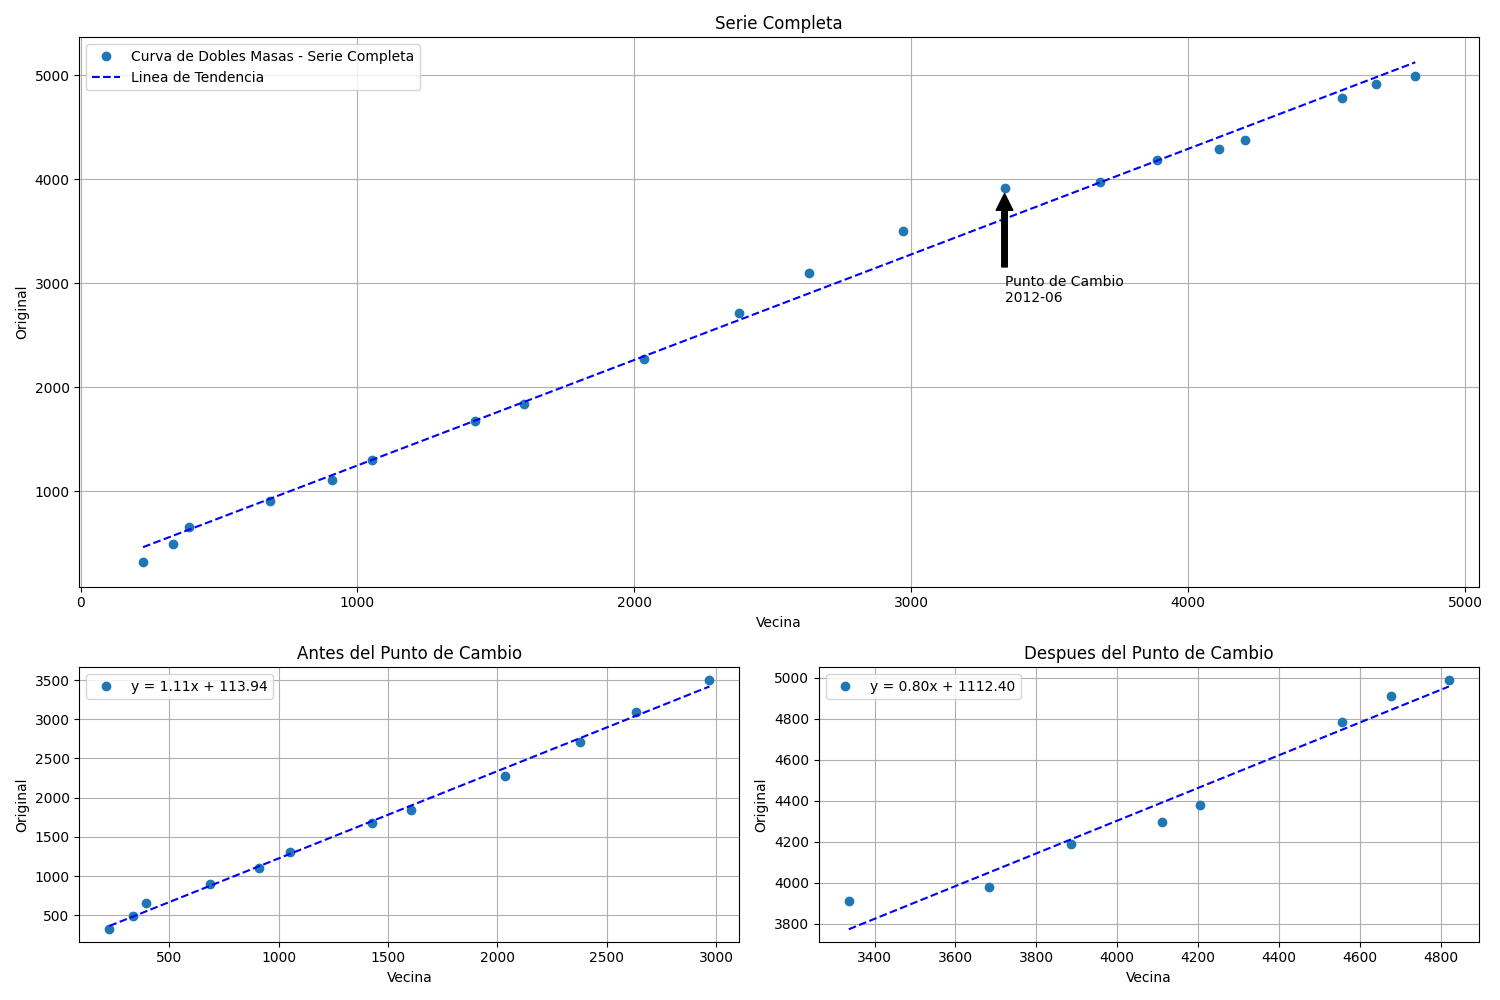 Serie Completa
Curva de Dobles Masas - Serie Completa
Linea de Tendencia
5000
4000
3000
2000
1000
Original
Punto de Cambio
2012-06
0
1000
2000
3000
4000
5000
Vecina
Antes del Punto de Cambio
y = 1.11x + 113.94
3500
3000
2500
2000
1500
1000
500
Original
500
1000
1500
2000
2500
3000
Vecina
Despues del Punto de Cambio
y = 0.80x + 1112.40
5000
4800
4600
4400
4200
4000
3800
Original
3400
3600
3800
4000
4200
4400
4600
4800
Vecina